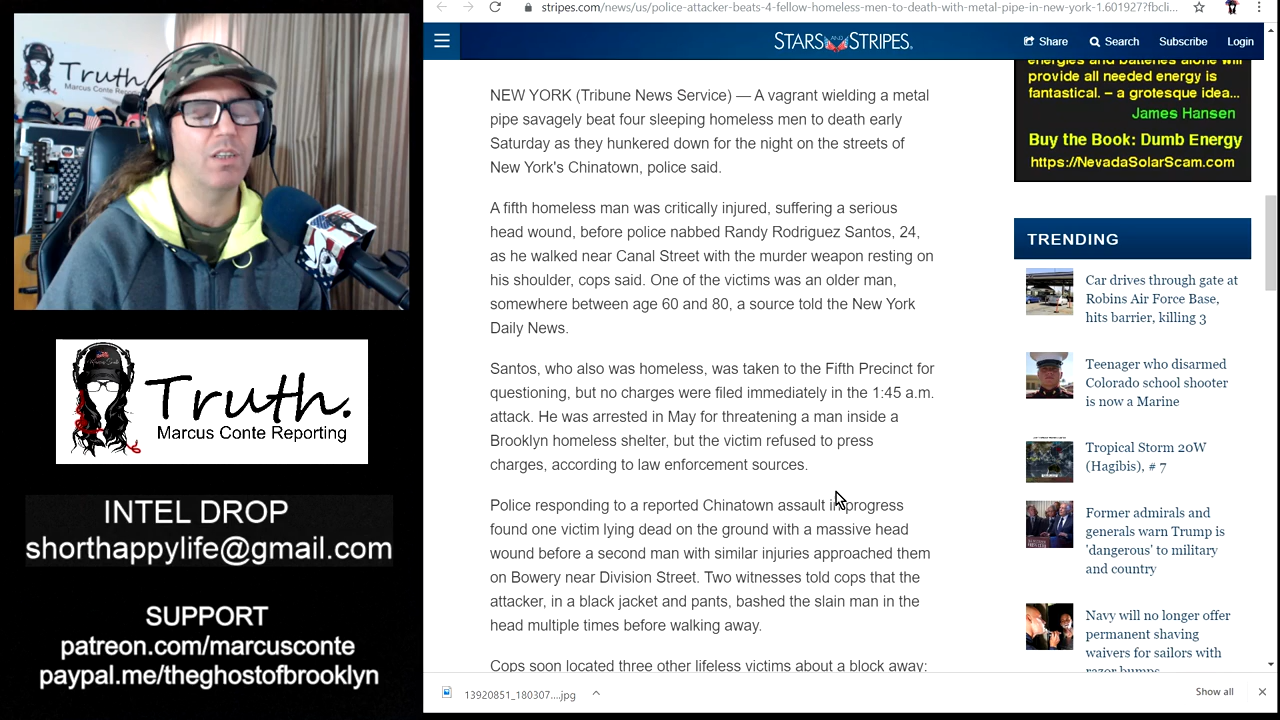 Truth.
Marcus Conte Reporting
Truth.
Marcus Conte Reporting
INTEL DROP
shorthappylife@gmail.com
SUPPORT
patreon.com/marcusconte
paypal.me/theghostofbrooklyn
stripes.com/news/us/police-attacker-beats-4-fellow-homeless-men-to-death-with-metal-pipe-in-new-york-1.601927?fbcli...
STARS AND STRIPES.
Share
Search
Subscribe
Login
NEW YORK (Tribune News Service) — A vagrant wielding a metal
pipe savagely beat four sleeping homeless men to death early
Saturday as they hunkered down for the night on the streets of
New York's Chinatown, police said.
A fifth homeless man was critically injured, suffering a serious
head wound, before police nabbed Randy Rodriguez Santos, 24,
as he walked near Canal Street with the murder weapon resting on
his shoulder, cops said. One of the victims was an older man,
somewhere between age 60 and 80, a source told the New York
Daily News.
Santos, who also was homeless, was taken to the Fifth Precinct for
questioning, but no charges were filed immediately in the 1:45 a.m.
attack. He was arrested in May for threatening a man inside a
Brooklyn homeless shelter, but the victim refused to press
charges, according to law enforcement sources.
Police responding to a reported Chinatown assault in progress
found one victim lying dead on the ground with a massive head
wound before a second man with similar injuries approached them
on Bowery near Division Street. Two witnesses told cops that the
attacker, in a black jacket and pants, bashed the slain man in the
head multiple times before walking away.
Cops soon located three other lifeless victims about a block away:
energies and batteries alone will
provide all needed energy is
fantastical. – a grotesque idea...
James Hansen
Buy the Book: Dumb Energy
https://NevadaSolarScam.com
TRENDING
Car drives through gate at
Robins Air Force Base,
hits barrier, killing 3
Teenager who disarmed
Colorado school shooter
is now a Marine
Tropical Storm 20W
(Hagibis), # 7
Former admirals and
generals warn Trump is
'dangerous' to military
and country
Navy will no longer offer
permanent shaving
waivers for sailors with
razor bumps
13920851_180307....jpg
Show all